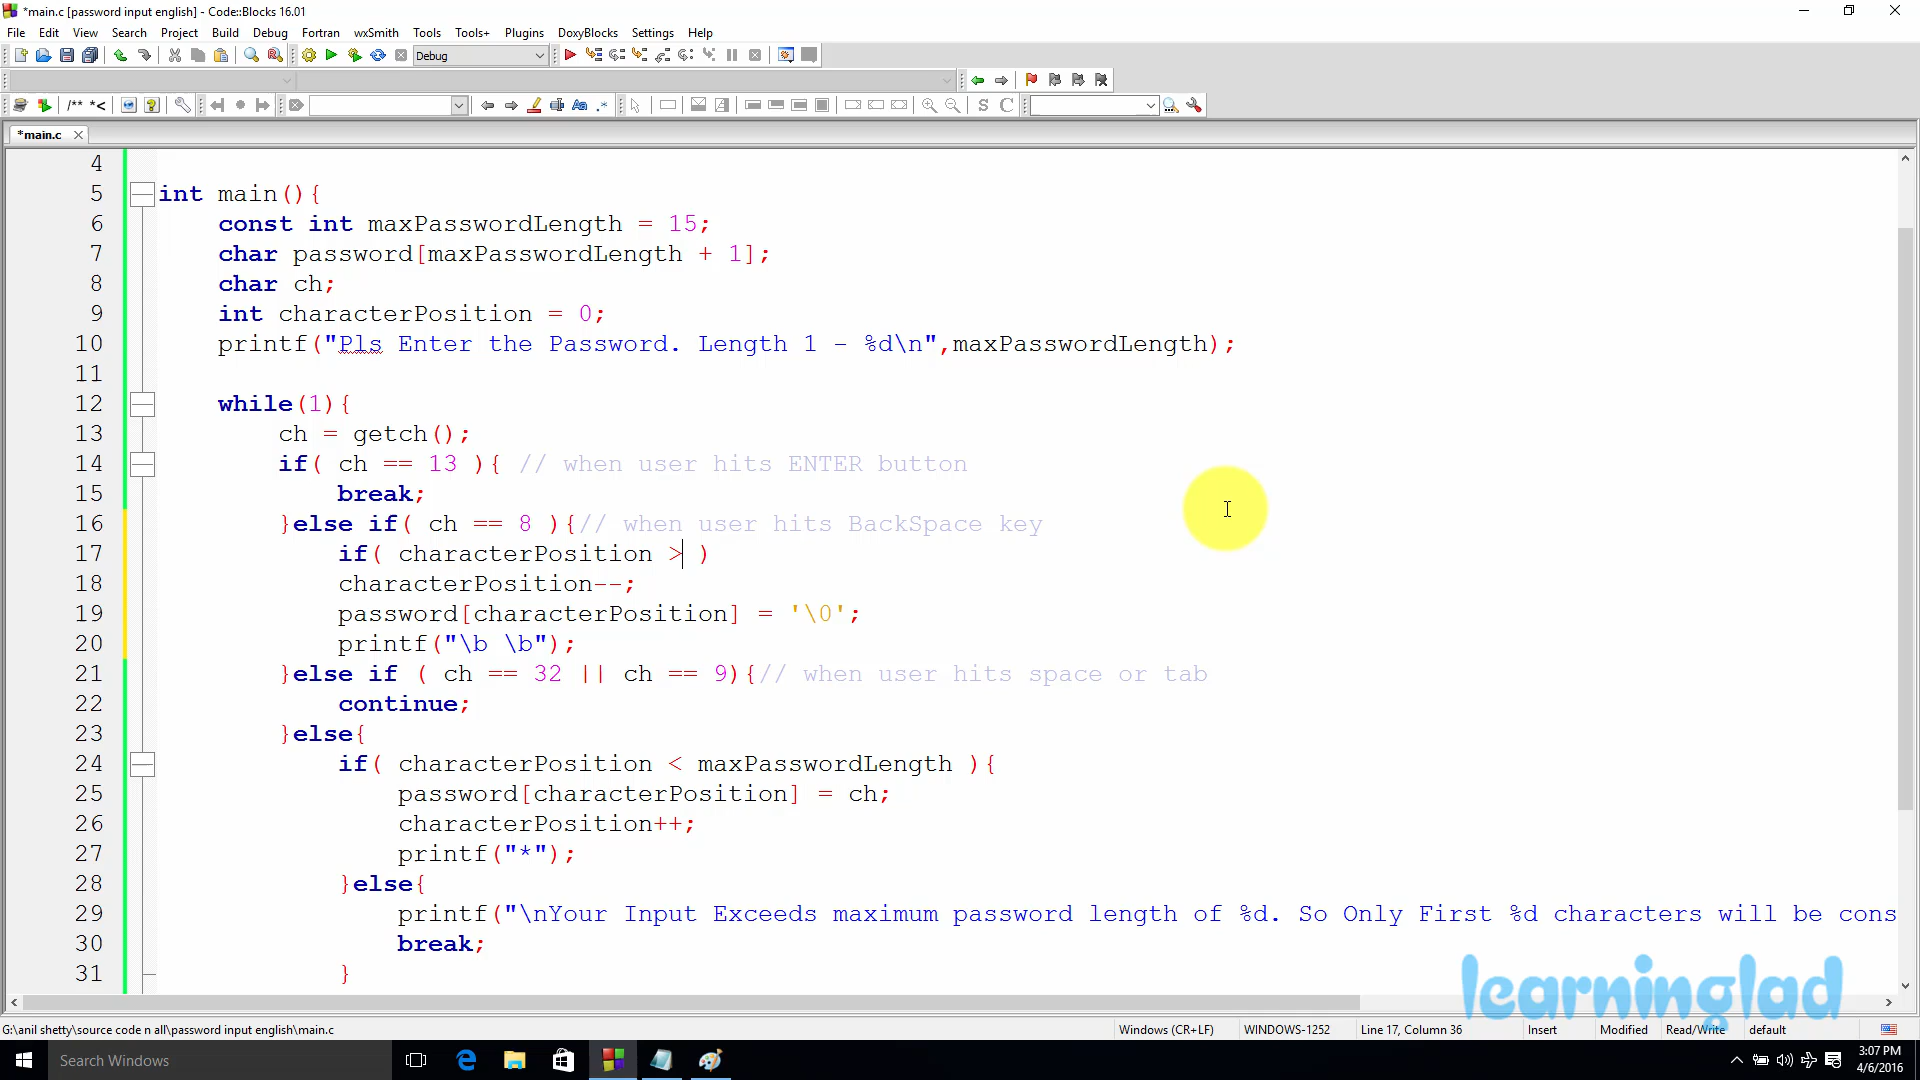 *main.c [password input english] - Code::Blocks 16.01
File Edit View Search Project Build Debug Fortran wxSmith Tools Tools+ Plugins DoxyBlocks Settings Help
Debug
/** *<
Aa .* S C
*main.c
4
5 int main(){
6 const int maxPasswordLength = 15;
7 char password[maxPasswordLength + 1];
8 char ch;
9 int characterPosition = 0;
10 printf("Pls Enter the Password. Length 1 - %d\n",maxPasswordLength);
11
12 while(1){
13 ch = getch();
14 if( ch == 13 ){ // when user hits ENTER button
15 break;
16 }else if( ch == 8 ){// when user hits BackSpace key
17 if( characterPosition > )
18 characterPosition--;
19 password[characterPosition] = '\0';
20 printf("\b \b");
21 }else if ( ch == 32 || ch == 9){// when user hits space or tab
22 continue;
23 }else{
24 if( characterPosition < maxPasswordLength ){
25 password[characterPosition] = ch;
26 characterPosition++;
27 printf("*");
28 }else{
29 printf("\nYour Input Exceeds maximum password length of %d. So Only First %d characters will be cons
30 break;
31 }
learninglad
G:\anil shetty\source code n all\password input english\main.c Windows (CR+LF) WINDOWS-1252 Line 17, Column 36 Insert Modified Read/Write default
Search Windows
3:07 PM
4/6/2016